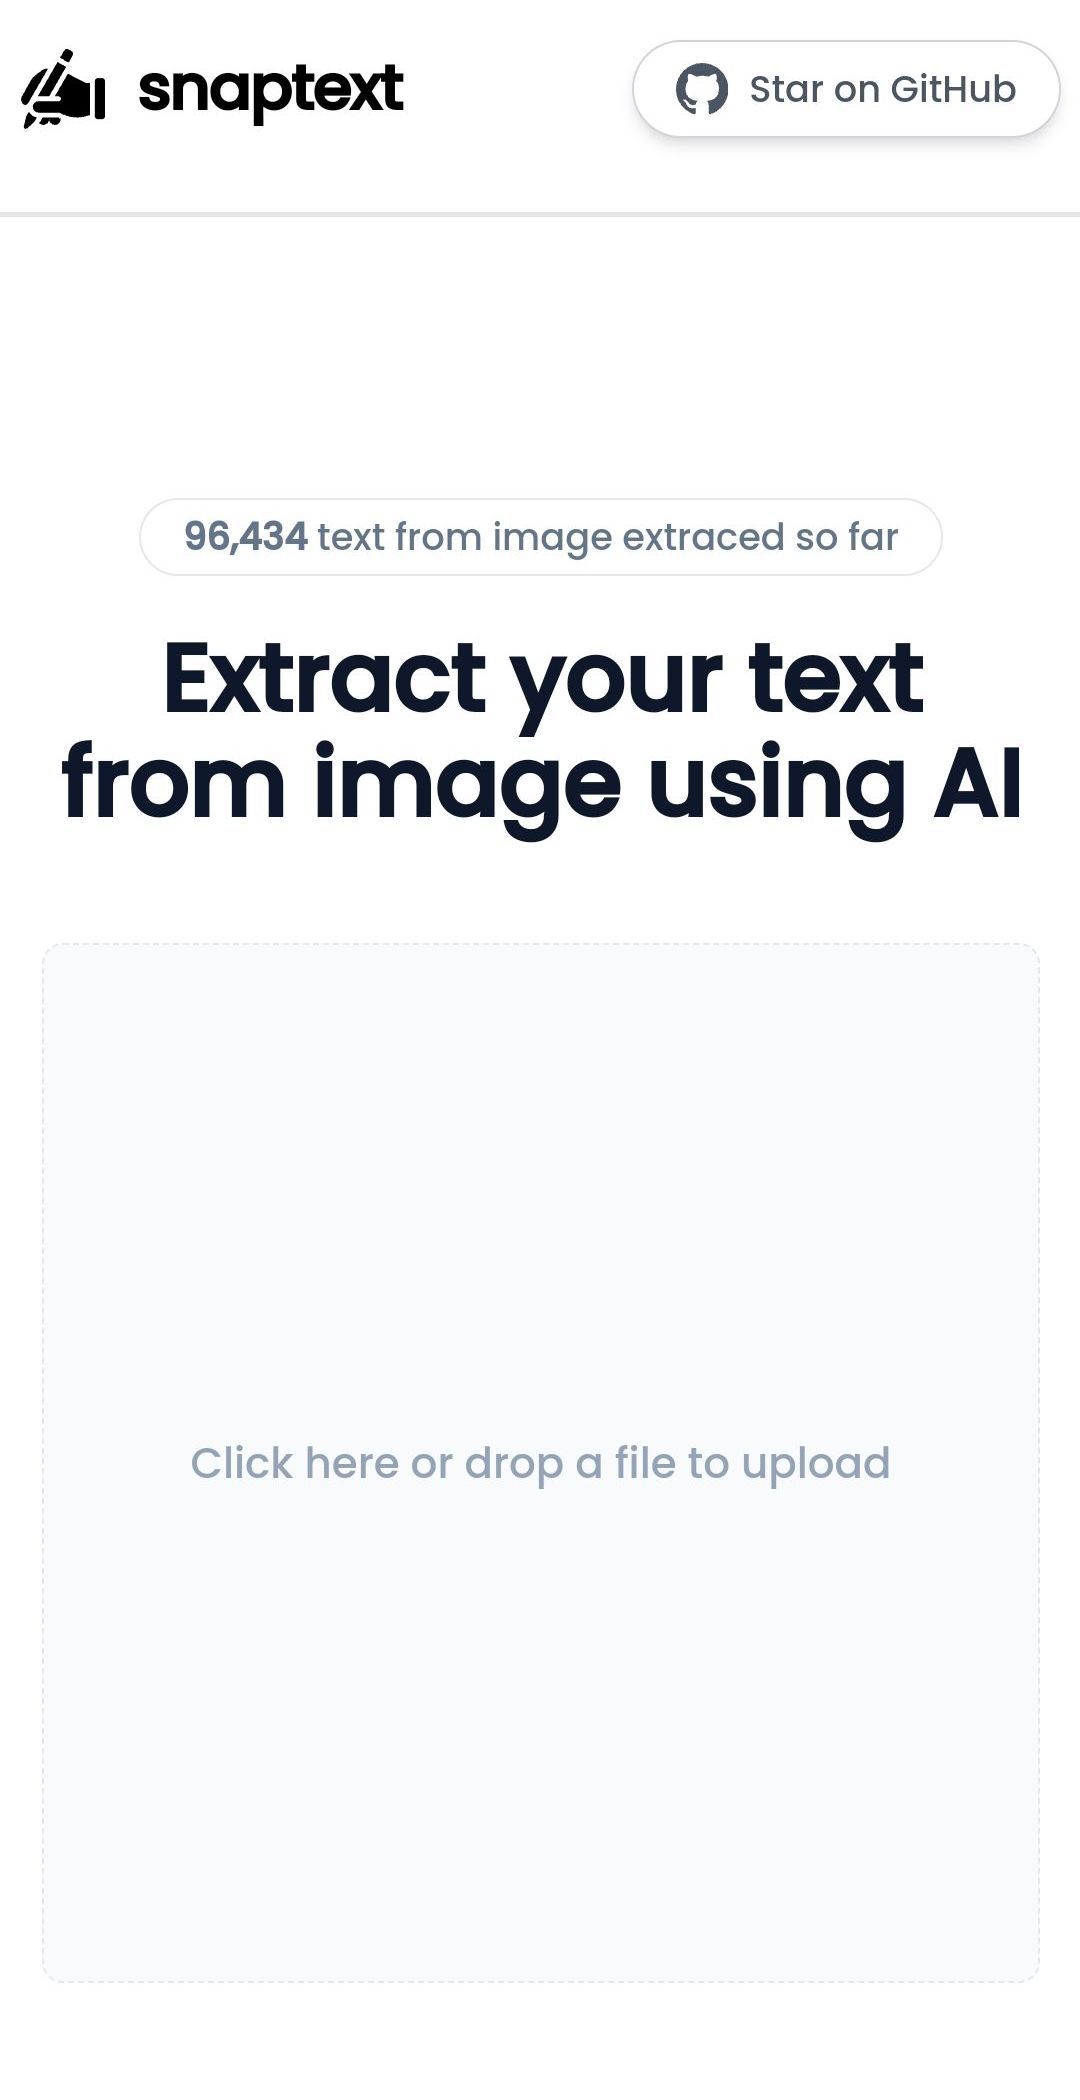 snaptext
Star on GitHub
96,434 text from image extraced so far
Extract your text
from image using AI
Click here or drop a file to upload